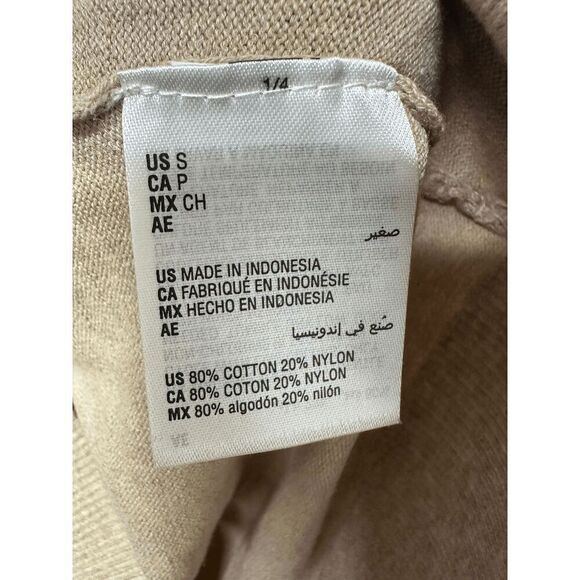 1/4
US S
CA P
MX CH
AE
صغير
US MADE IN INDONESIA
CA FABRIQUÉ EN INDONÉSIE
MX HECHO EN INDONESIA
AE
صُنع في إندونيسيا
US 80% COTTON 20% NYLON
CA 80% COTON 20% NYLON
MX 80% algodón 20% nilón